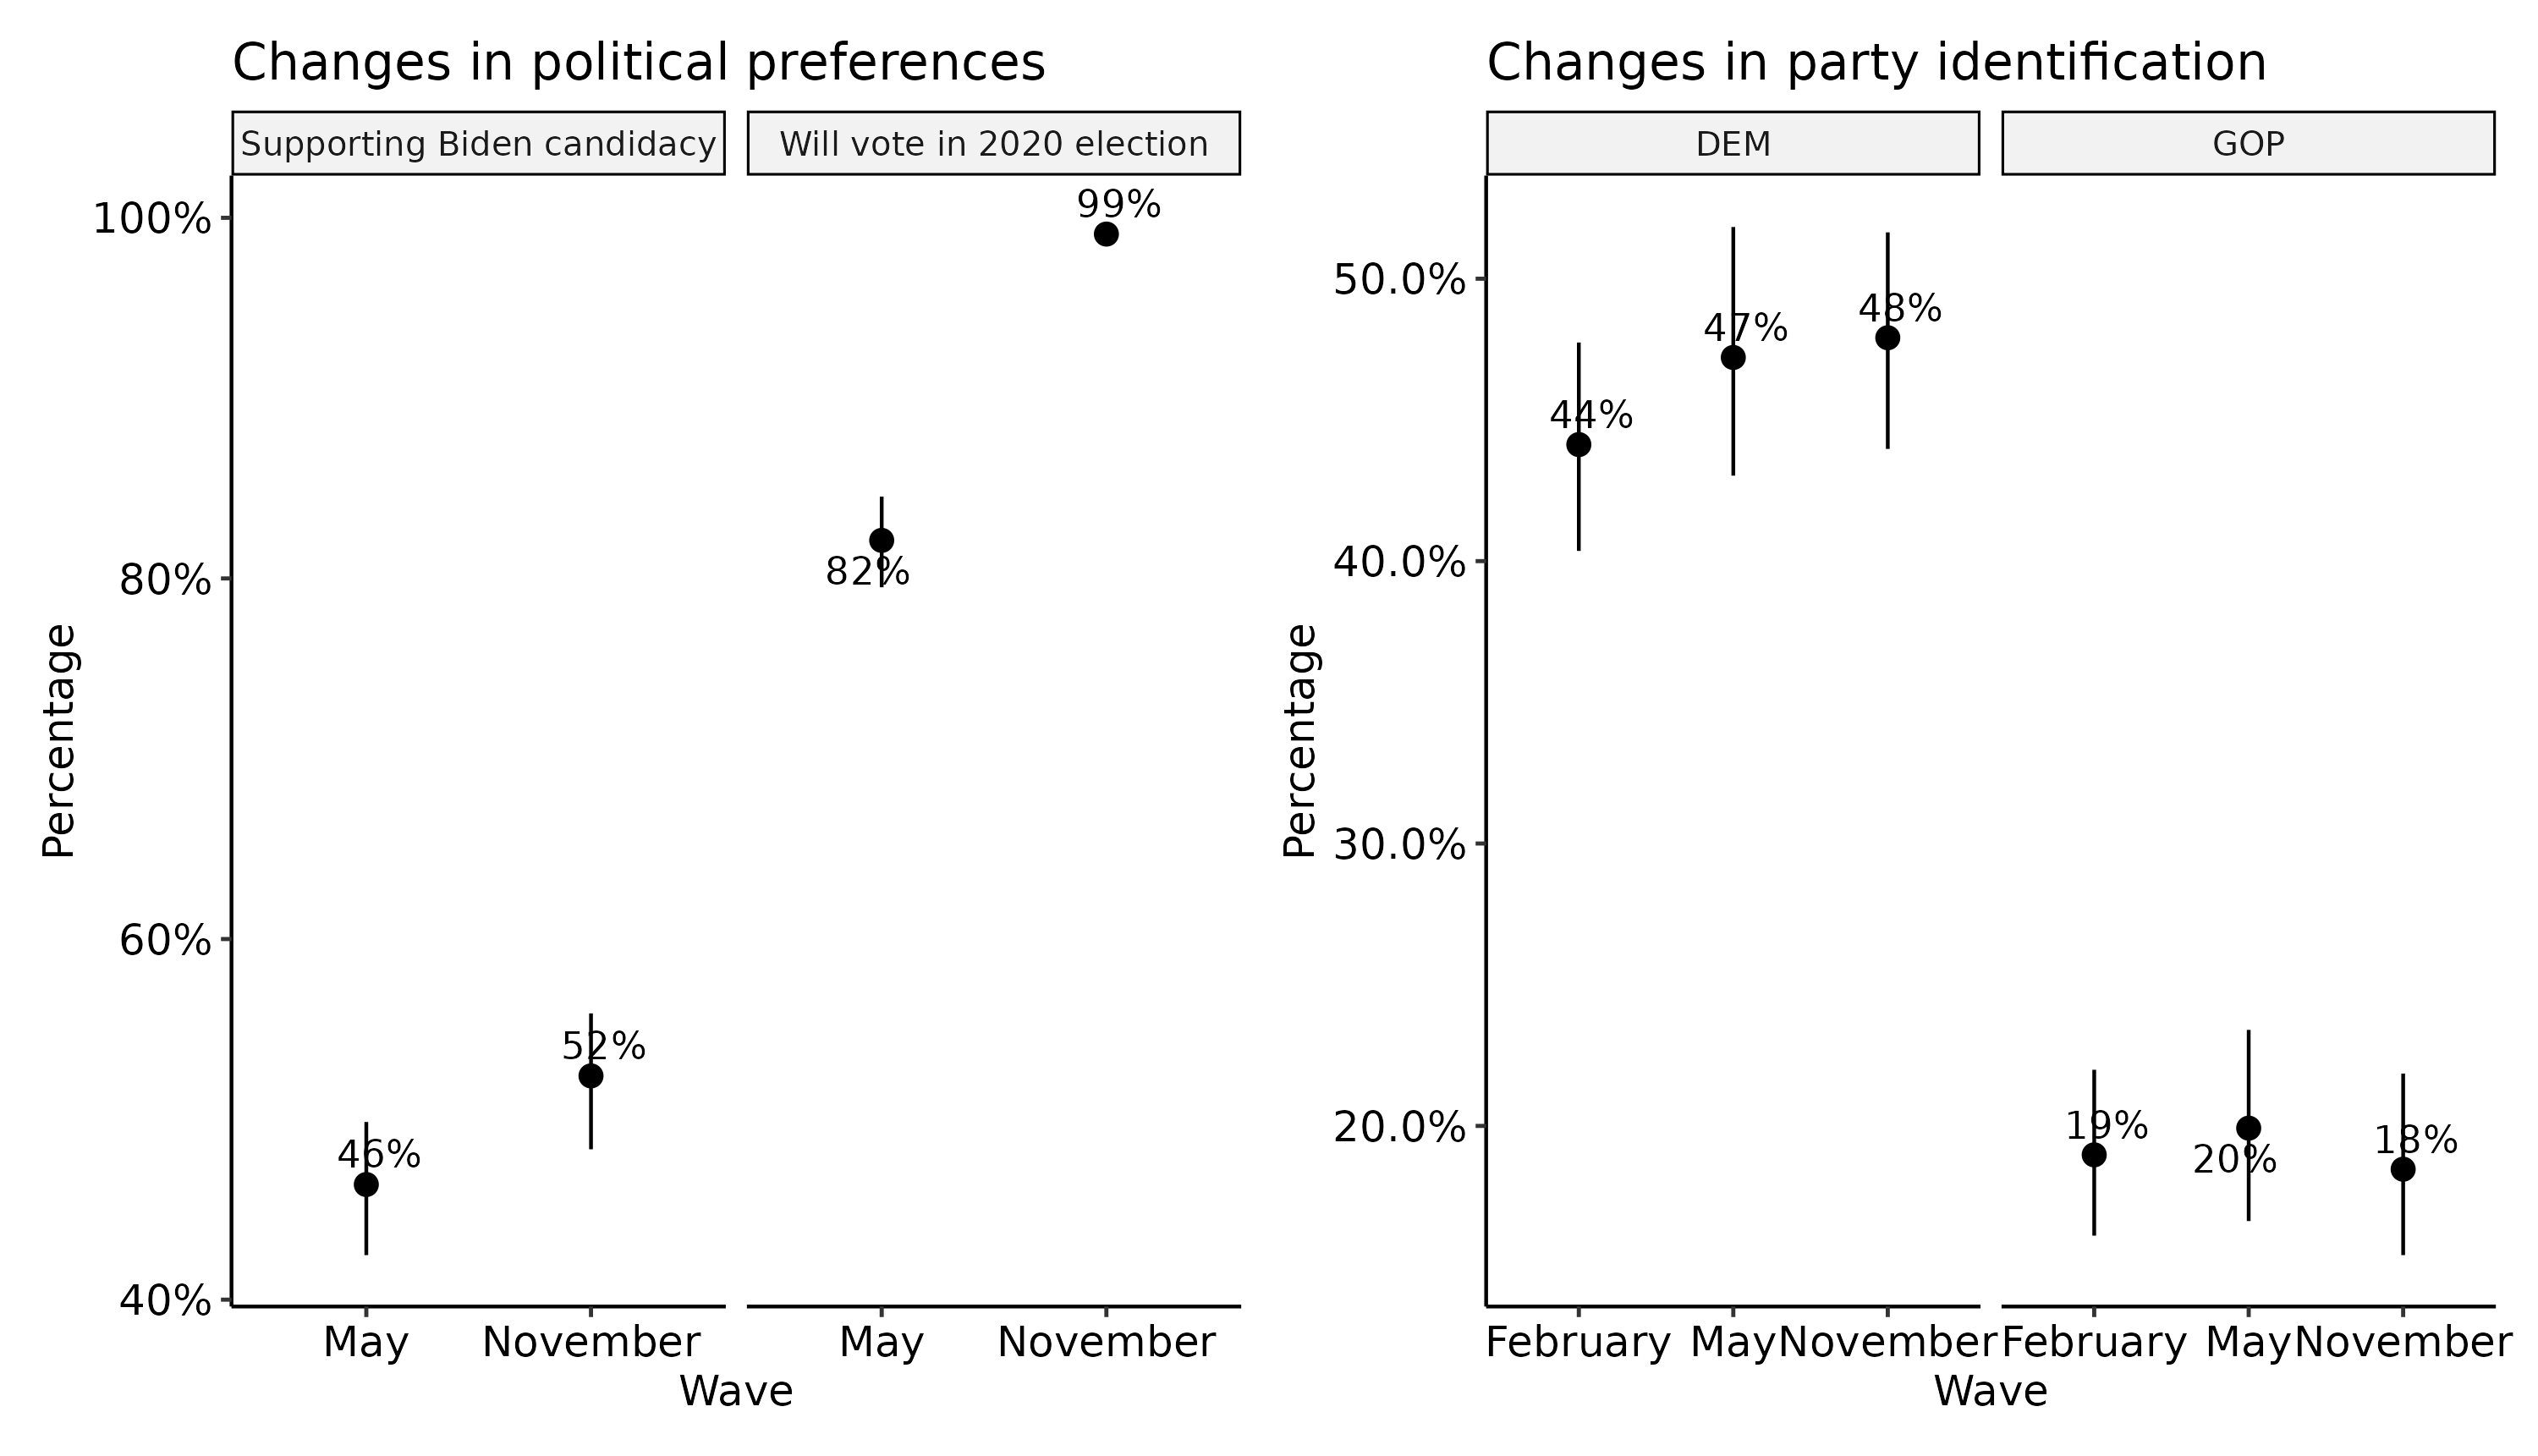 Changes in political preferences
Supporting Biden candidacy
Will vote in 2020 election
Percentage
100%
80%
60%
40%
46%
52%
82%
99%
May
November
May
November
Wave
Changes in party identification
DEM
GOP
Percentage
50.0%
40.0%
30.0%
20.0%
44%
47%
48%
19%
20%
18%
February
May
November
February
May
November
Wave